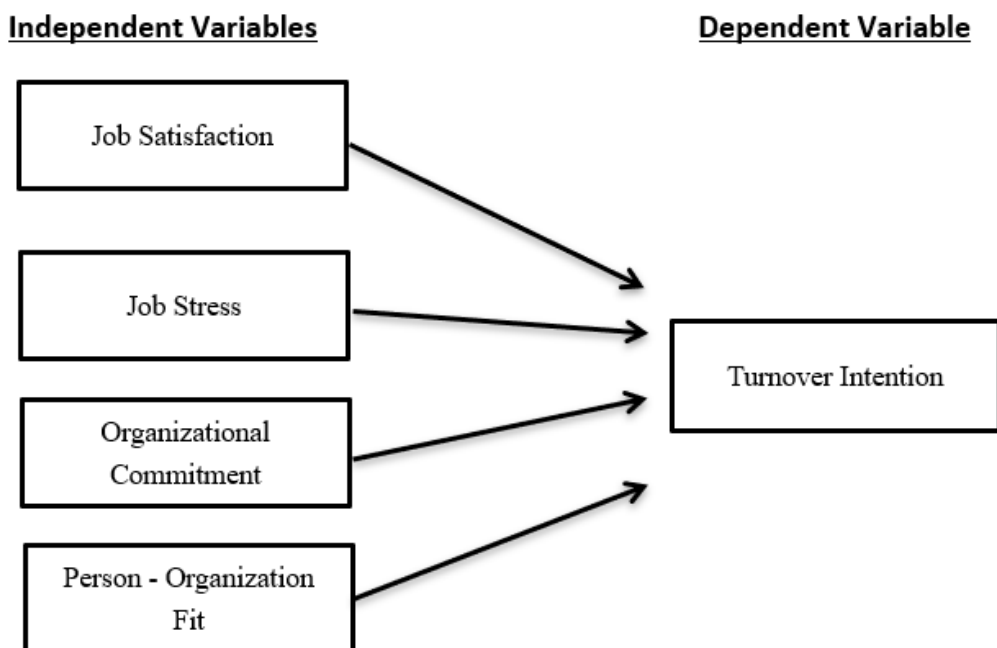 Independent Variables
Dependent Variable
Job Satisfaction
Job Stress
Turnover Intention
Organizational
Commitment
Person - Organization
Fit